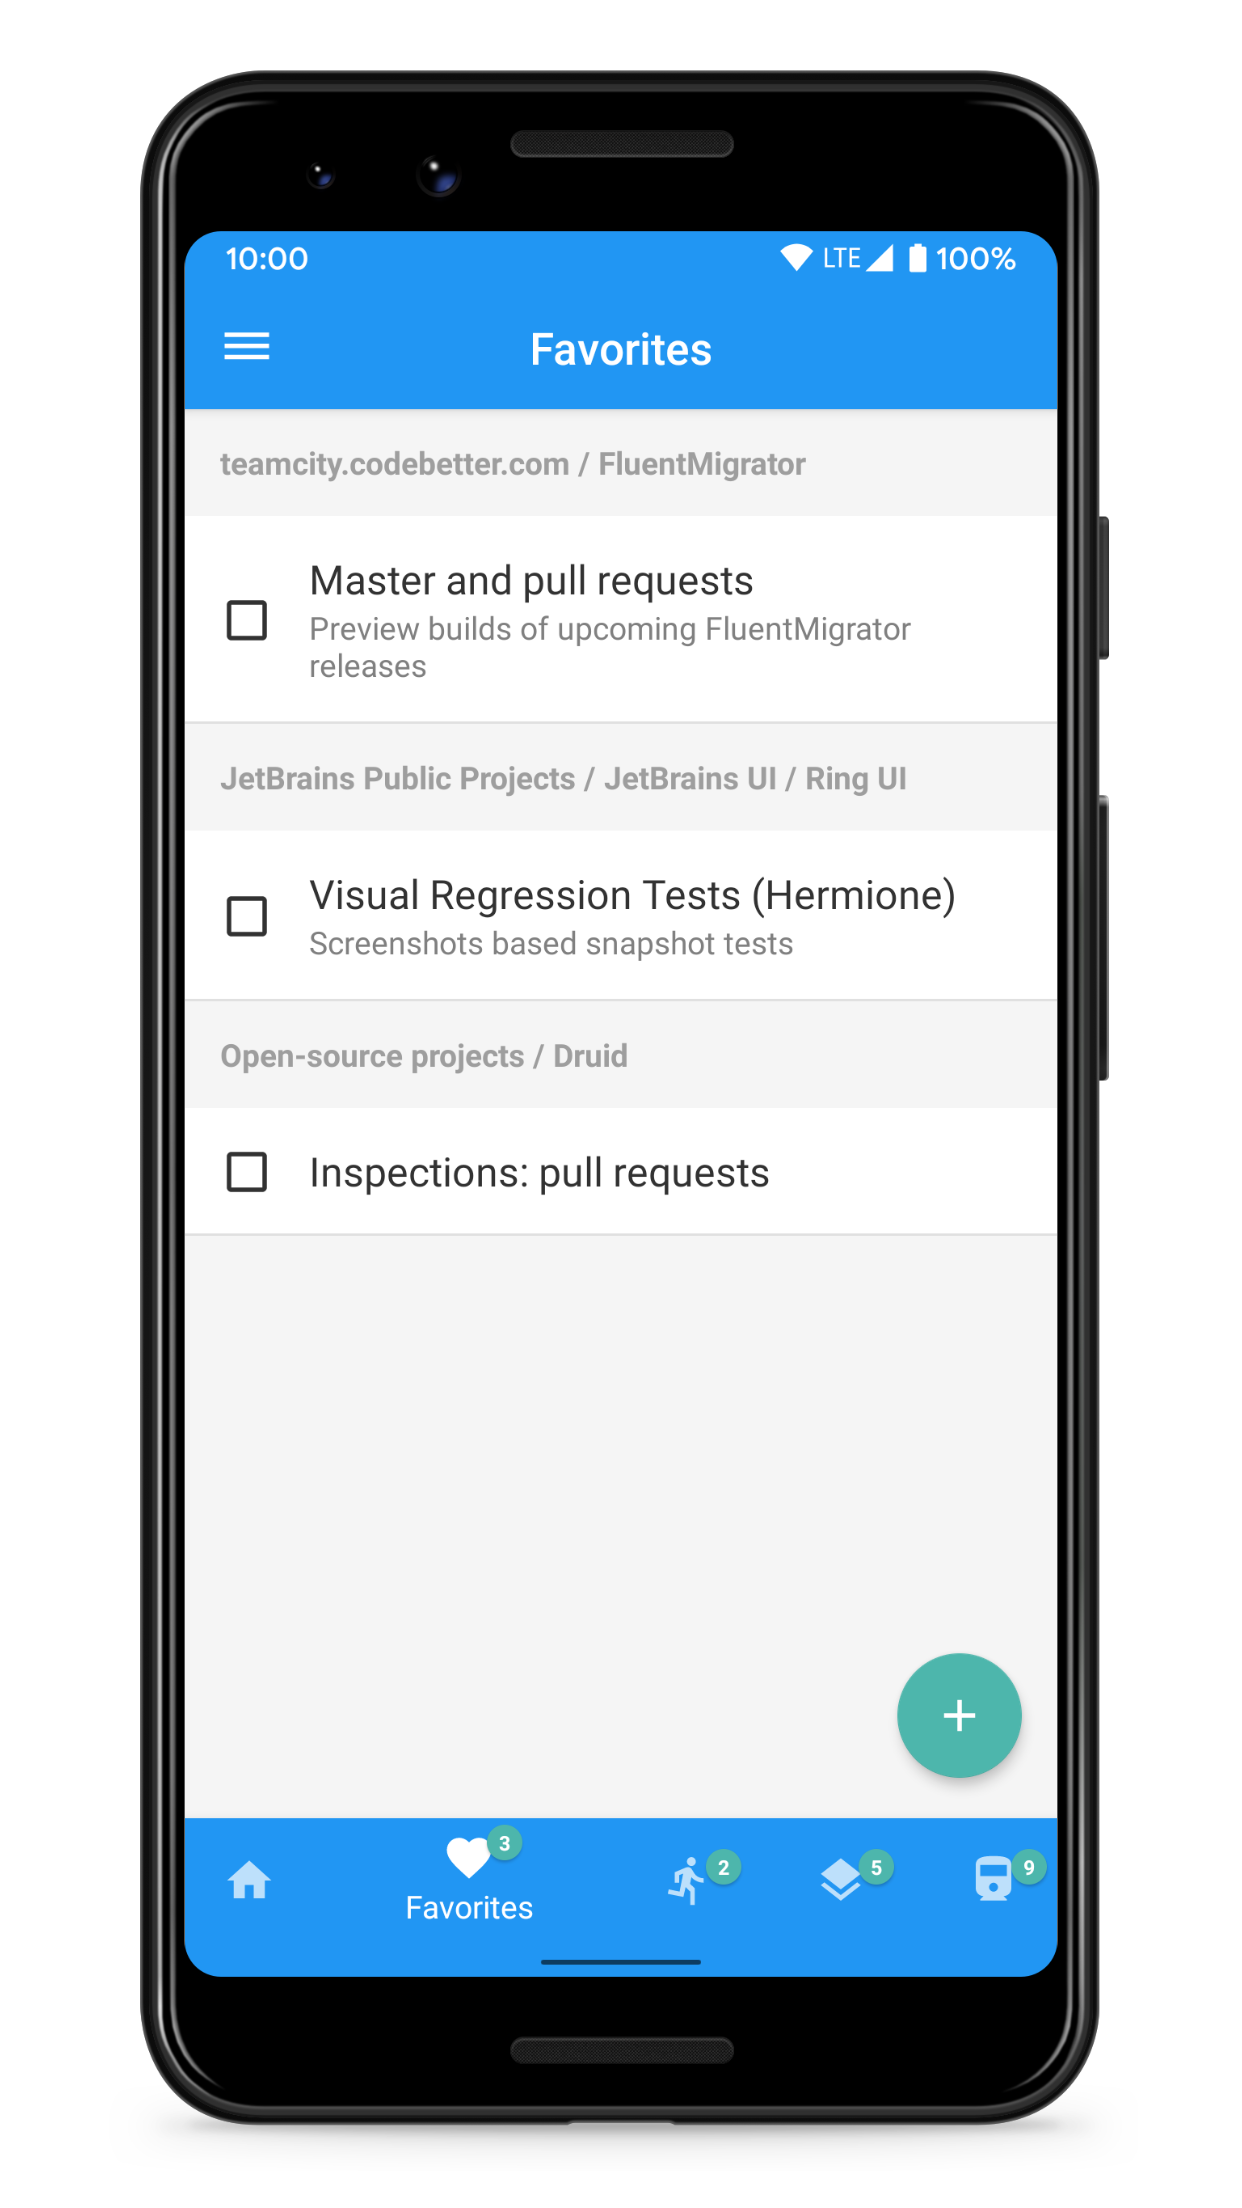 10:00 LTE 100%
Favorites
teamcity.codebetter.com / FluentMigrator
Master and pull requests
Preview builds of upcoming FluentMigrator
releases
JetBrains Public Projects / JetBrains UI / Ring UI
Visual Regression Tests (Hermione)
Screenshots based snapshot tests
Open-source projects / Druid
Inspections: pull requests
+
3
2
5
9
Favorites